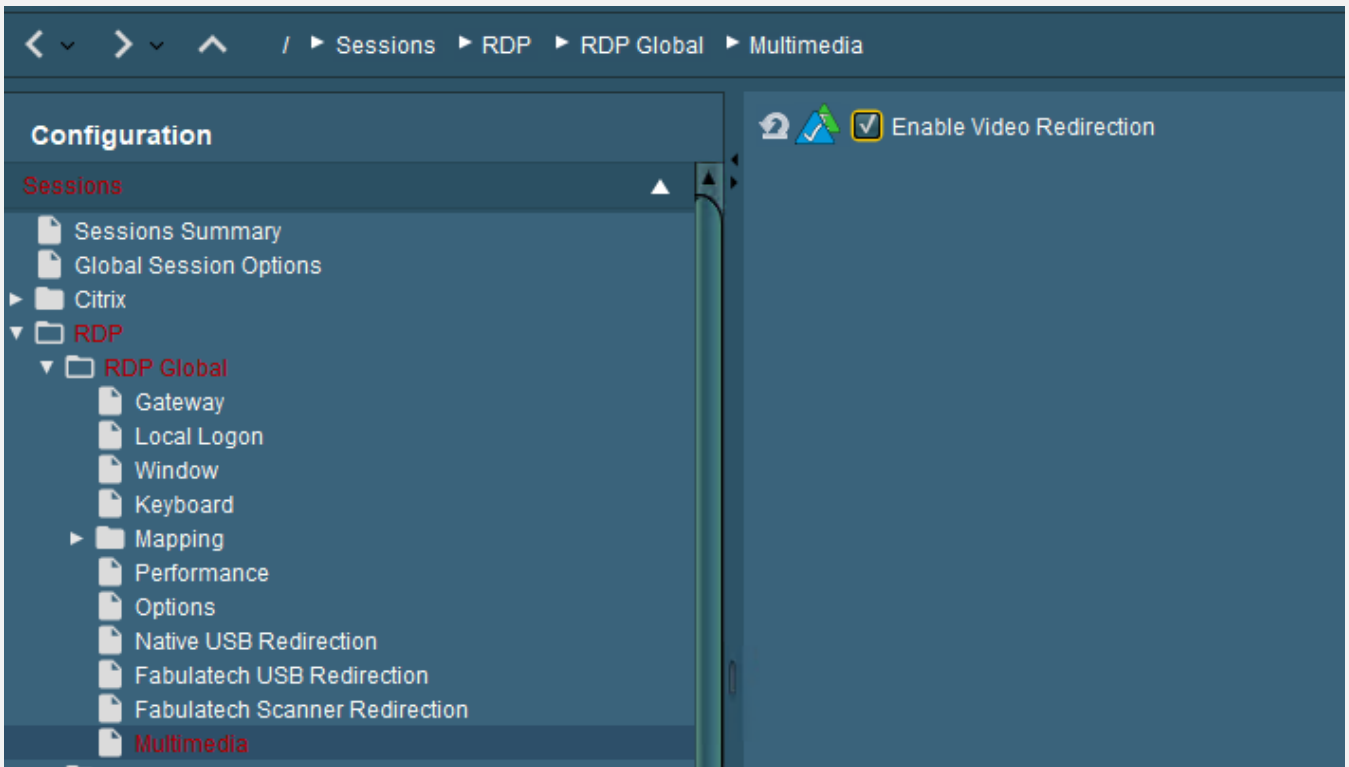 / Sessions RDP RDP Global Multimedia
Configuration
Enable Video Redirection
Sessions
Sessions Summary
Global Session Options
Citrix
RDP
RDP Global
Gateway
Local Logon
Window
Keyboard
Mapping
Performance
Options
Native USB Redirection
Fabulatech USB Redirection
Fabulatech Scanner Redirection
Multimedia